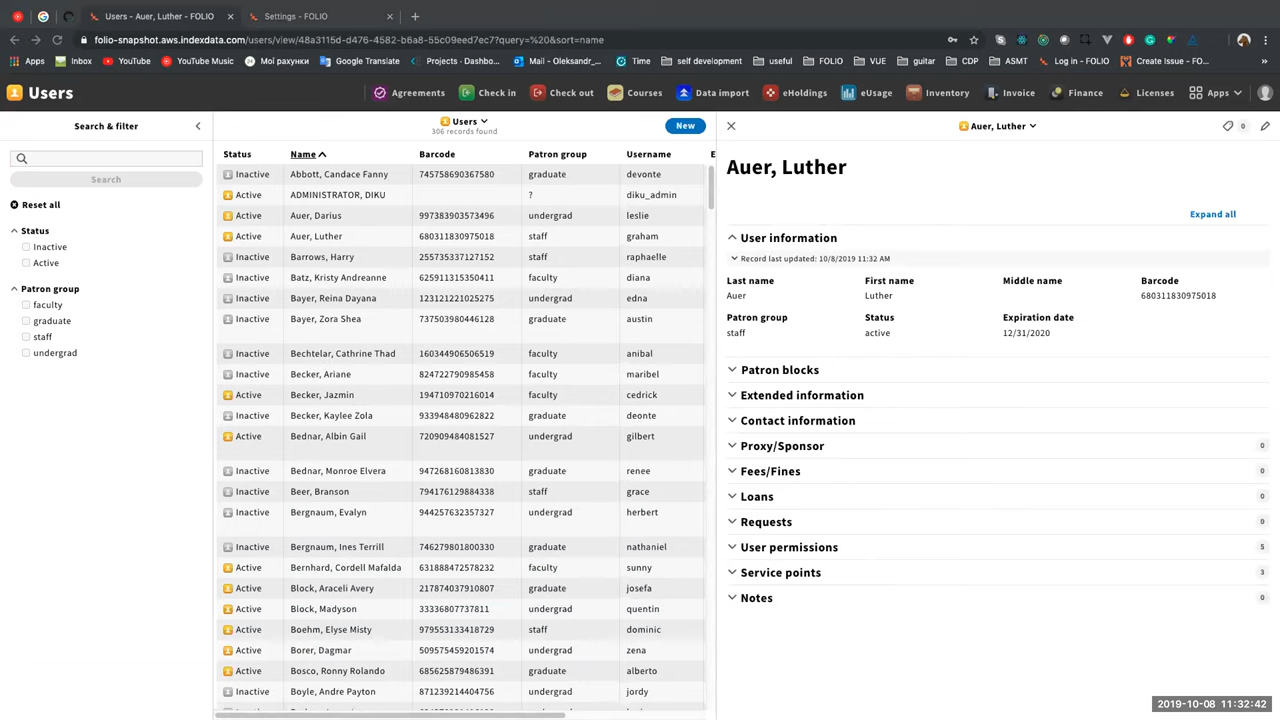 Users - Auer, Luther - FOLIO
Settings - FOLIO
folio-snapshot.aws.indexdata.com/users/view/48a3115d-d476-4582-b6a8-55c09eed7ec7?query=%20&sort=name
Apps Inbox YouTube YouTube Music Мої рахунки Google Translate Projects - Dashbo... Mail - Oleksandr_... Time self development useful FOLIO VUE guitar CDP ASMT Log in - FOLIO Create Issue - FO...
Users Agreements Check in Check out Courses Data import eHoldings eUsage Inventory Invoice Finance Licenses Apps
Search & filter
Search
Reset all
Status
Inactive
Active
Patron group
faculty
graduate
staff
undergrad
Users
306 records found
New
Status Name Barcode Patron group Username E
Inactive Abbott, Candace Fanny 745758690367580 graduate devonte
Active ADMINISTRATOR, DIKU ? diku_admin
Active Auer, Darius 997383903573496 undergrad leslie
Active Auer, Luther 680311830975018 staff graham
Inactive Barrows, Harry 255735337127152 staff raphaelle
Inactive Batz, Kristy Andreanne 625911315350411 faculty diana
Inactive Bayer, Reina Dayana 123121221025275 undergrad edna
Inactive Bayer, Zora Shea 737503980446128 graduate austin
Inactive Bechtelar, Cathrine Thad 160344906506519 faculty anibal
Inactive Becker, Ariane 824722790985458 faculty maribel
Active Becker, Jazmin 194710970216014 faculty cedrick
Inactive Becker, Kaylee Zola 933948480962822 graduate deonte
Active Bednar, Albin Gail 720909484081527 undergrad gilbert
Inactive Bednar, Monroe Elvera 947268160813830 graduate renee
Inactive Beer, Branson 794176129884338 staff grace
Inactive Bergnaum, Evalyn 944257632357327 undergrad herbert
Inactive Bergnaum, Ines Terrill 746279801800330 graduate nathaniel
Active Bernhard, Cordell Mafalda 631888472578232 faculty sunny
Active Block, Araceli Avery 217874037910807 graduate josefa
Active Block, Madyson 33336807737811 undergrad quentin
Active Boehm, Elyse Misty 979553133418729 staff dominic
Active Borer, Dagmar 509575459201574 undergrad zena
Active Bosco, Ronny Rolando 685625879486391 graduate alberto
Inactive Boyle, Andre Payton 871239214404756 undergrad jordy
Auer, Luther
0
Auer, Luther
Expand all
User information
Record last updated: 10/8/2019 11:32 AM
Last name First name Middle name Barcode
Auer Luther 680311830975018
Patron group Status Expiration date
staff active 12/31/2020
Patron blocks
Extended information
Contact information
Proxy/Sponsor 0
Fees/Fines 0
Loans 0
Requests 0
User permissions 5
Service points 3
Notes 0
2019-10-08 11:32:42